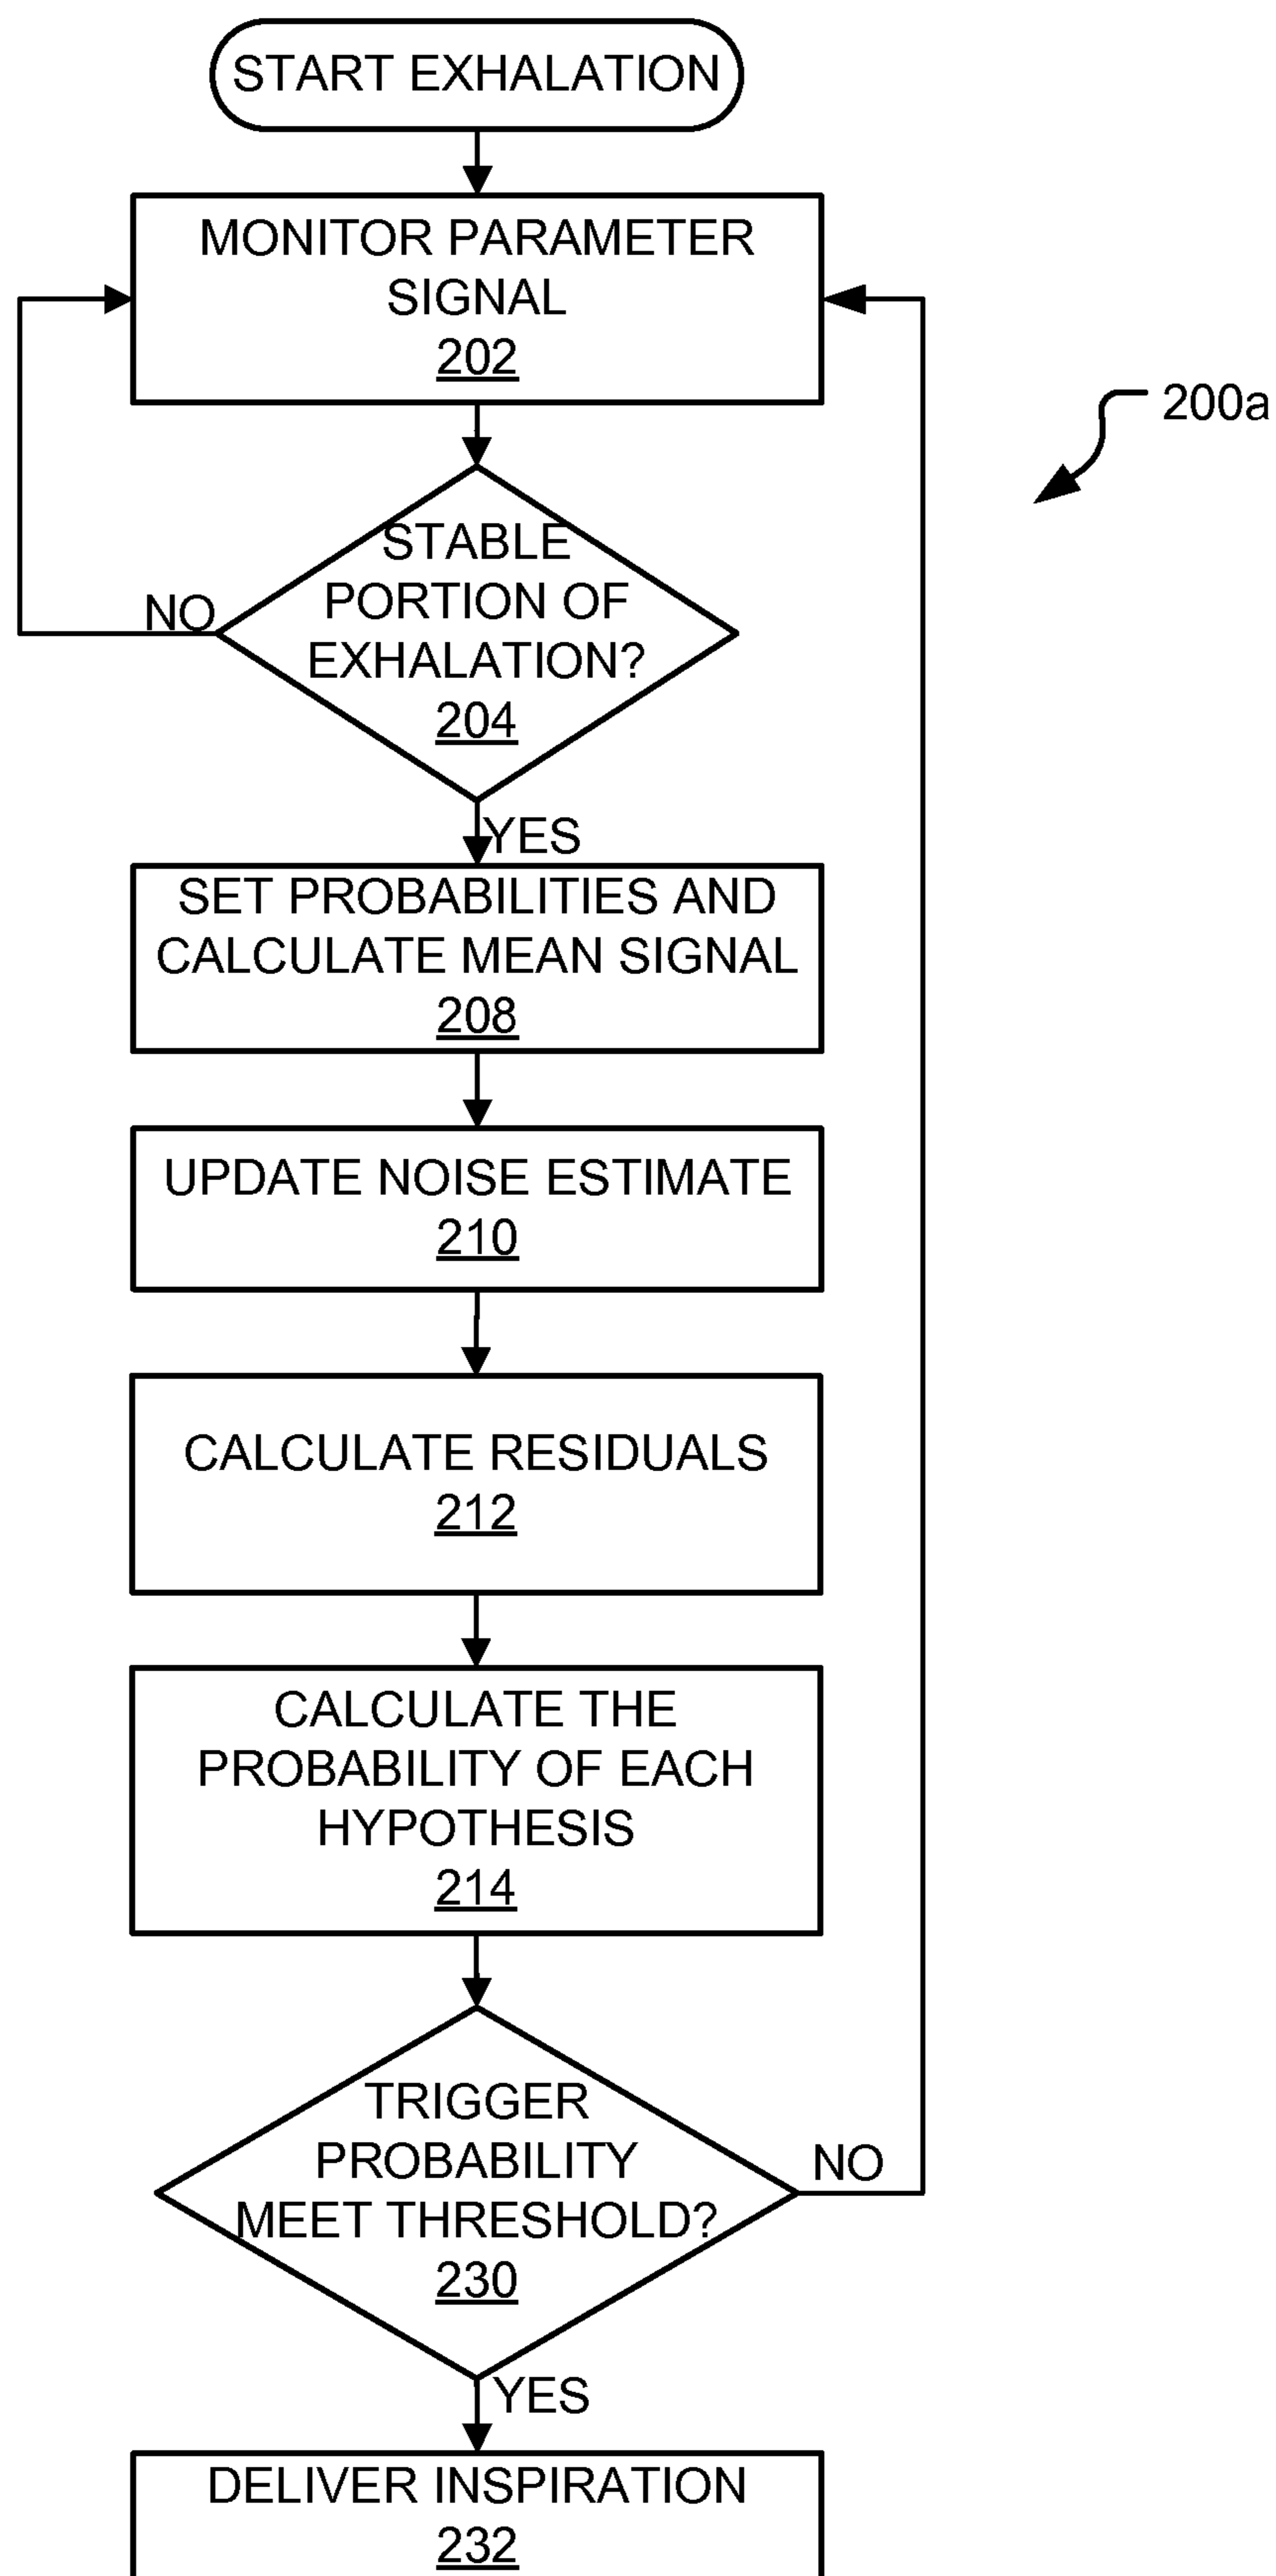 START EXHALATION
MONITOR PARAMETER
SIGNAL
202
200a
STABLE
PORTION OF
EXHALATION?
204
NO
YES
SET PROBABILITIES AND
CALCULATE MEAN SIGNAL
208
UPDATE NOISE ESTIMATE
210
CALCULATE RESIDUALS
212
CALCULATE THE
PROBABILITY OF EACH
HYPOTHESIS
214
TRIGGER
PROBABILITY
MEET THRESHOLD?
230
NO
YES
DELIVER INSPIRATION
232